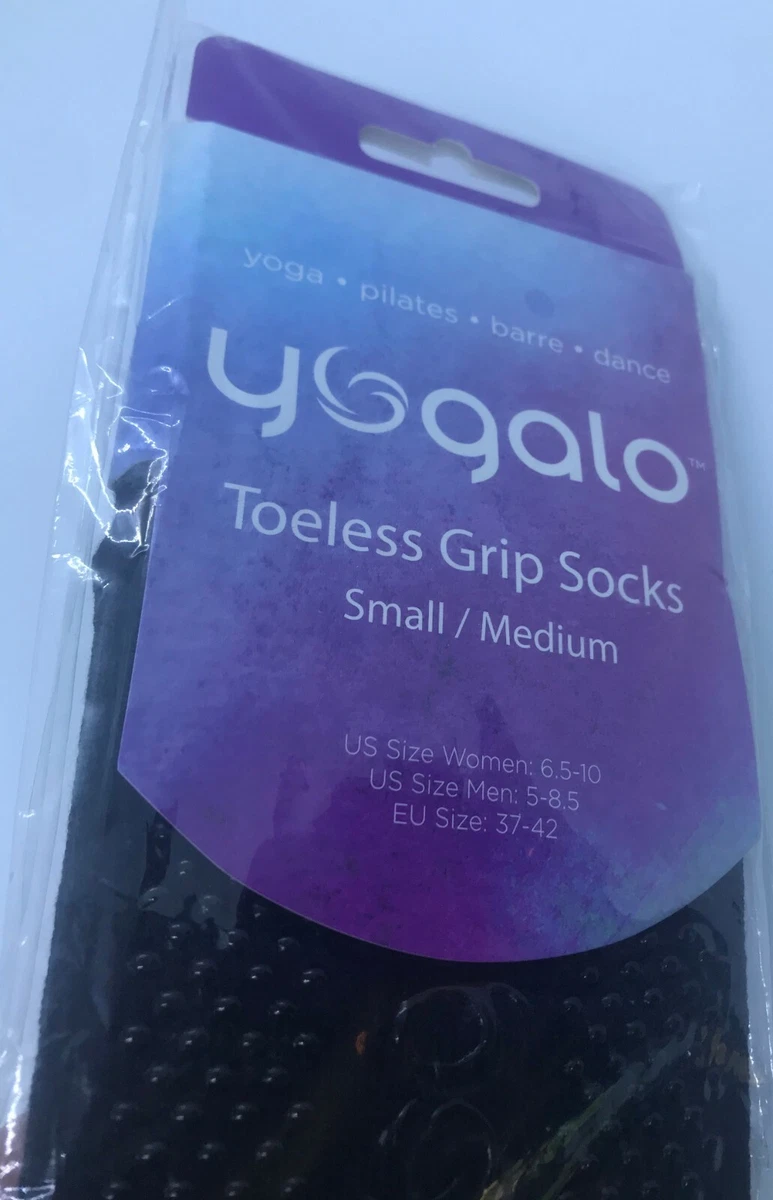 yoga • pilates • barre • dance
yogalo™
Toeless Grip Socks
Small / Medium
US Size Women: 6.5-10
US Size Men: 5-8.5
EU Size: 37-42